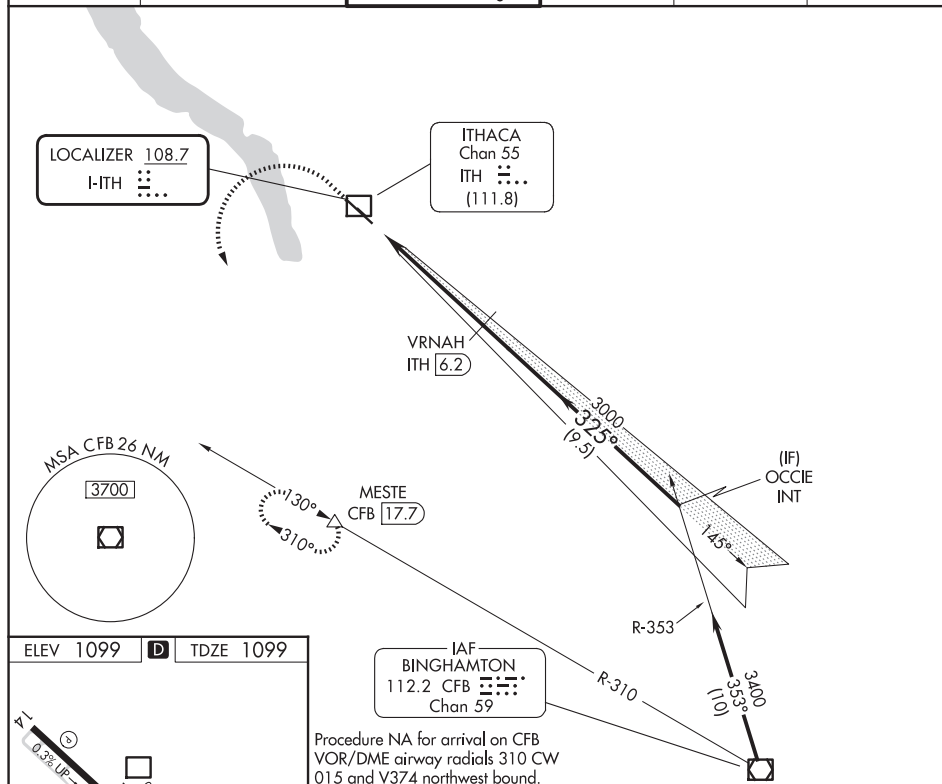 LOCALIZER 108.7
I-ITH
ITHACA
Chan 55
ITH
(111.8)
VRNAH
ITH 6.2
3000
325°
(9.5)
(IF)
OCCIE
INT
145°
MSA CFB 26 NM
3700
130°
310°
MESTE
CFB 17.7
R-353
R-310
3400
353°
(10)
IAF
BINGHAMTON
112.2 CFB
Chan 59
ELEV 1099 D TDZE 1099
14
0.3% UP
P
Procedure NA for arrival on CFB
VOR/DME airway radials 310 CW
015 and V374 northwest bound.